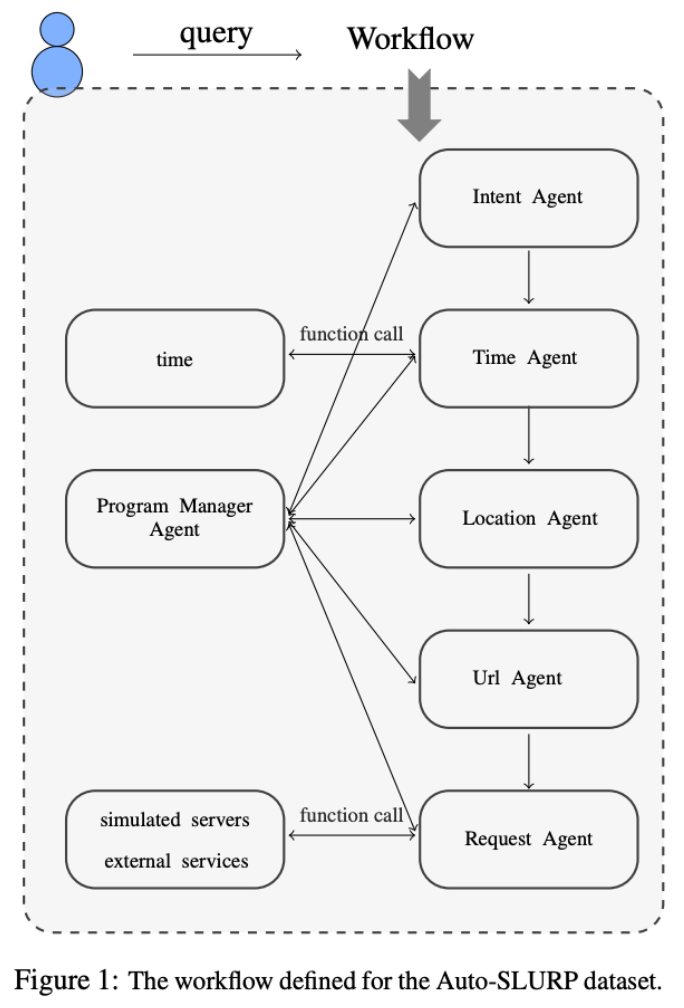 query
Workflow
Intent Agent
function call
time
Time Agent
Program Manager
Agent
Location Agent
Url Agent
simulated servers
external services
function call
Request Agent
Figure 1: The workflow defined for the Auto-SLURP dataset.